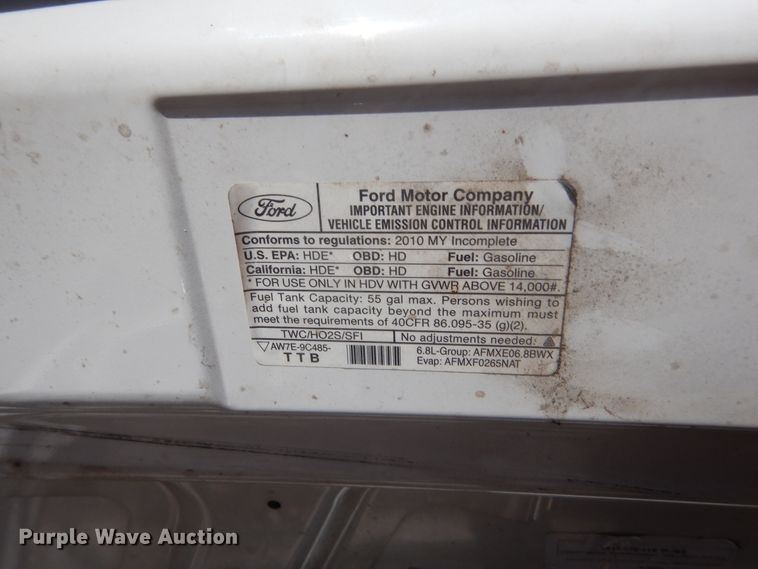 Ford
Ford Motor Company
IMPORTANT ENGINE INFORMATION/
VEHICLE EMISSION CONTROL INFORMATION
Conforms to regulations: 2010 MY Incomplete
U.S. EPA: HDE* OBD: HD Fuel: Gasoline
California: HDE* OBD: HD Fuel: Gasoline
* FOR USE ONLY IN HDV WITH GVWR ABOVE 14,000#.
Fuel Tank Capacity: 55 gal max. Persons wishing to
add fuel tank capacity beyond the maximum must
meet the requirements of 40CFR 86.095-35 (g)(2).
TWC/HO2S/SFI No adjustments needed.
AW7E-9C485-
TTB
6.8L-Group: AFMXE06.8BWX
Evap: AFMXF0265NAT
Purple Wave Auction